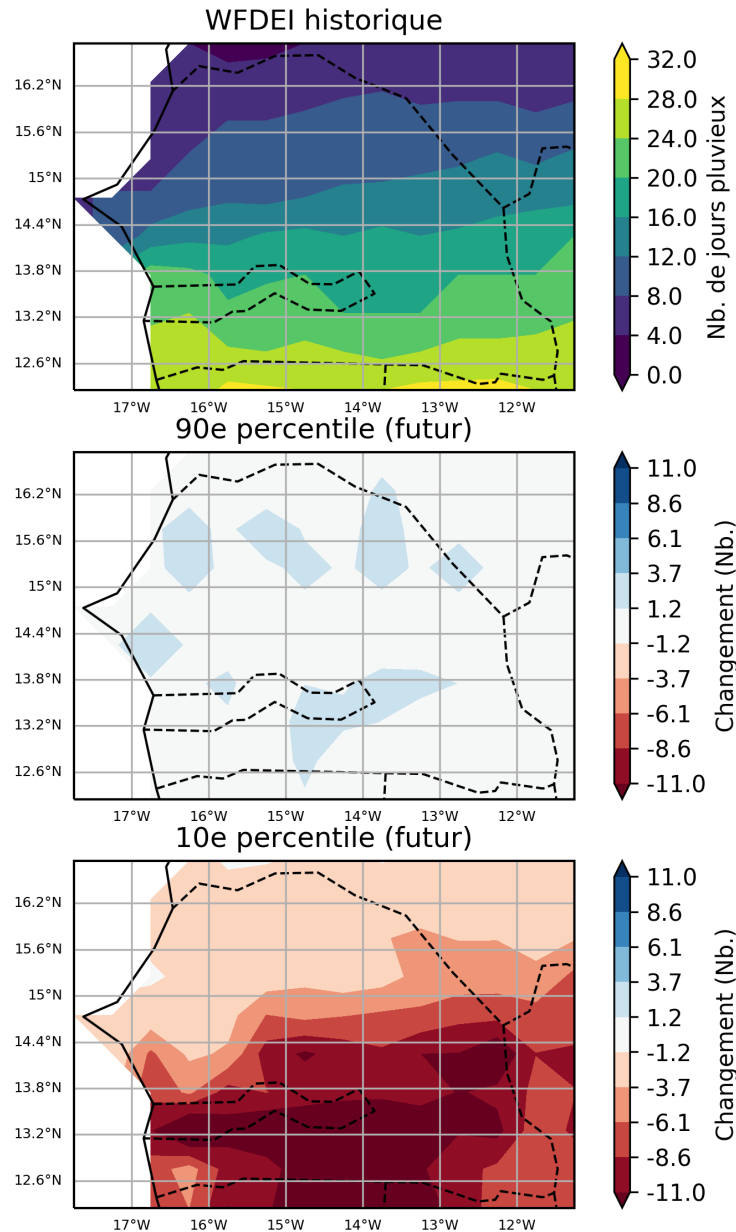 WFDEI historique
16.2°N
15.6°N
15°N
14.4°N
13.8°N
13.2°N
12.6°N
17°W 16°W 15°W 14°W 13°W 12°W
32.0
28.0
24.0
20.0
16.0
12.0
8.0
4.0
0.0
Nb. de jours pluvieux
90e percentile (futur)
16.2°N
15.6°N
15°N
14.4°N
13.8°N
13.2°N
12.6°N
17°W 16°W 15°W 14°W 13°W 12°W
11.0
8.6
6.1
3.7
1.2
-1.2
-3.7
-6.1
-8.6
-11.0
Changement (Nb.)
10e percentile (futur)
16.2°N
15.6°N
15°N
14.4°N
13.8°N
13.2°N
12.6°N
17°W 16°W 15°W 14°W 13°W 12°W
11.0
8.6
6.1
3.7
1.2
-1.2
-3.7
-6.1
-8.6
-11.0
Changement (Nb.)